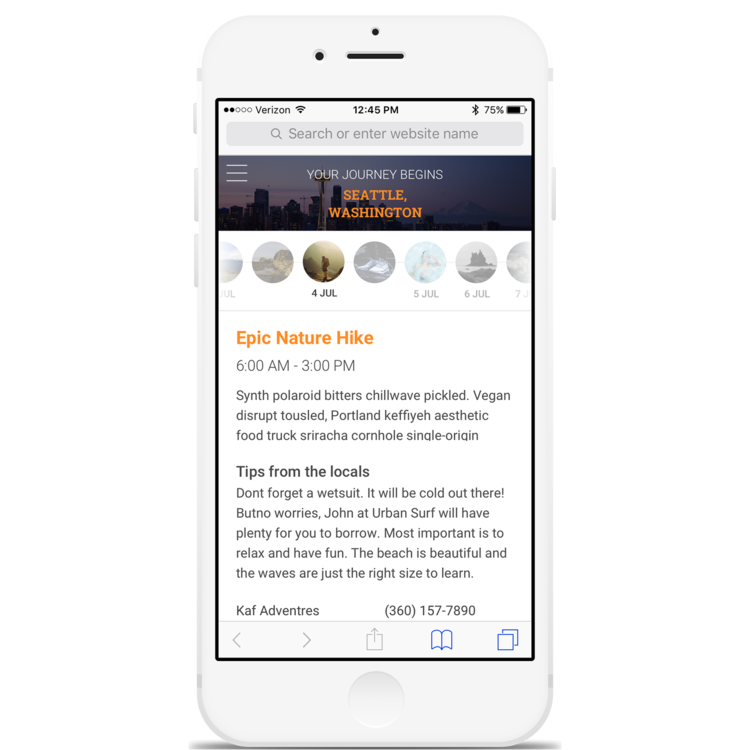 Verizon 12:45 PM 75%
Search or enter website name
YOUR JOURNEY BEGINS
SEATTLE,
WASHINGTON
UL 4 JUL 5 JUL 6 JUL 7 J
Epic Nature Hike
6:00 AM - 3:00 PM
Synth polaroid bitters chillwave pickled. Vegan
disrupt tousled, Portland keffiyeh aesthetic
food truck sriracha cornhole single-origin
Tips from the locals
Dont forget a wetsuit. It will be cold out there!
Butno worries, John at Urban Surf will have
plenty for you to borrow. Most important is to
relax and have fun. The beach is beautiful and
the waves are just the right size to learn.
Kaf Adventres (360) 157-7890